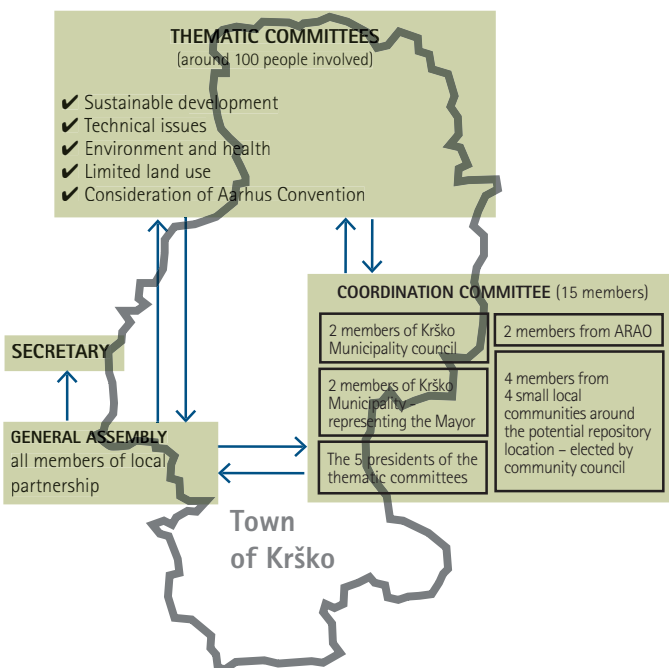 THEMATIC COMMITTEES
(around 100 people involved)
✔ Sustainable development
✔ Technical issues
✔ Environment and health
✔ Limited land use
✔ Consideration of Aarhus Convention
COORDINATION COMMITTEE (15 members)
2 members of Krško
Municipality council
2 members of Krško
Municipality –
representing the Mayor
The 5 presidents of the
thematic committees
2 members from ARAO
4 members from
4 small local
communities around
the potential repository
location – elected by
community council
SECRETARY
GENERAL ASSEMBLY
all members of local
partnership
Town
of Krško